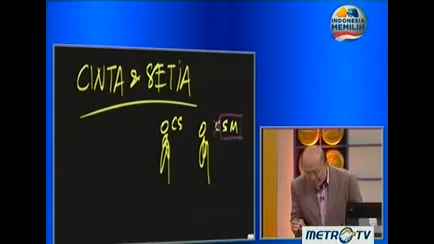 INDONESIA
MEMILIH
CINTA & SETIA
CS
CSM
METRO TV